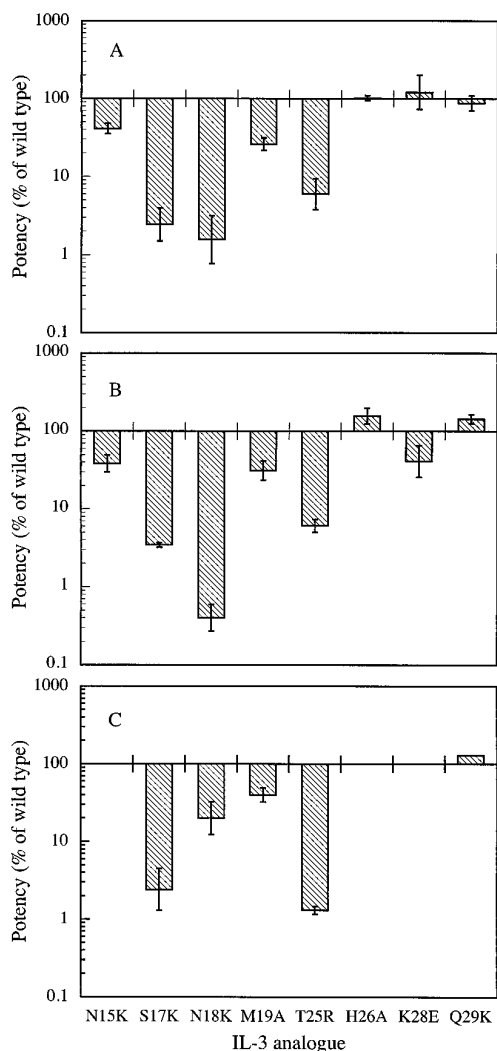 A
1000
100
10
1
0.1
Potency (% of wild type)
B
1000
100
10
1
0.1
Potency (% of wild type)
C
1000
100
10
1
0.1
Potency (% of wild type)
N15K S17K N18K M19A T25R H26A K28E Q29K
IL-3 analogue